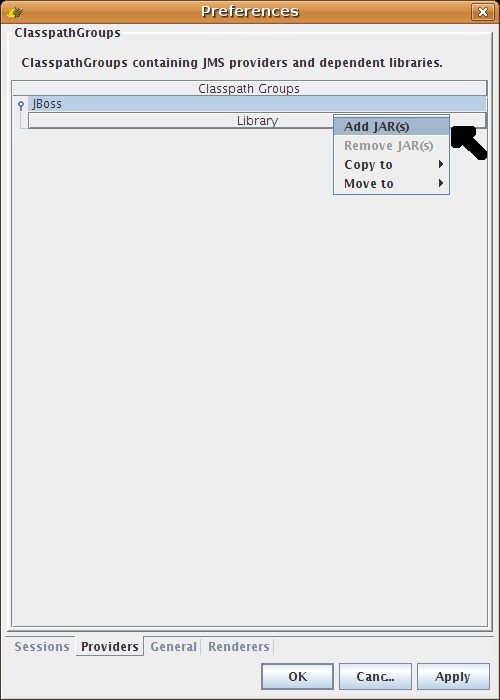 Preferences
ClasspathGroups
ClasspathGroups containing JMS providers and dependent libraries.
Classpath Groups
JBoss
Library
Add JAR(s)
Remove JAR(s)
Copy to
Move to
Sessions Providers General Renderers
OK Canc... Apply